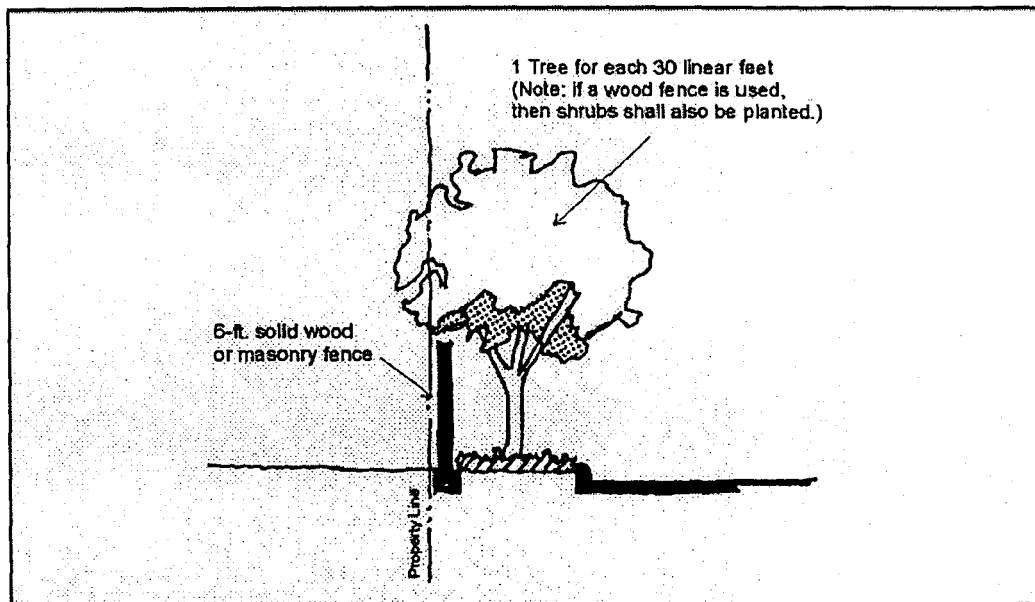 1 Tree for each 30 linear feet
(Note: if a wood fence is used,
then shrubs shall also be planted.)
6-ft. solid wood
or masonry fence
Property Line